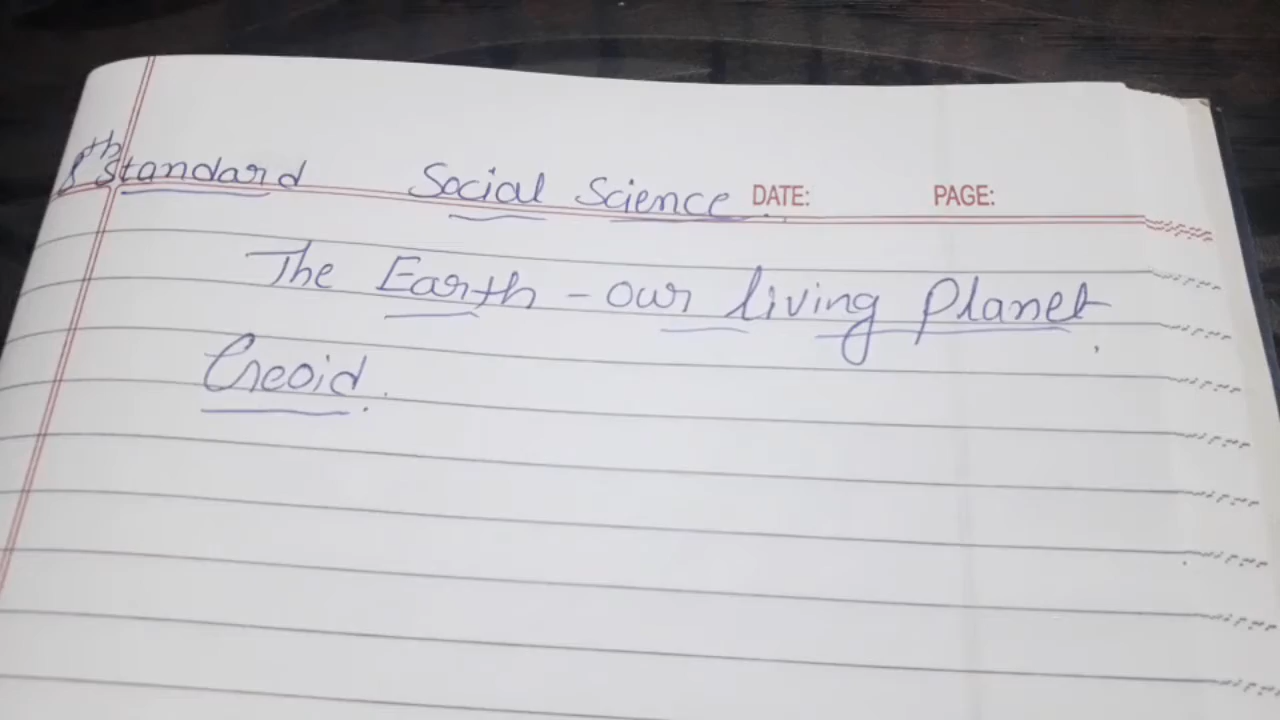 8th Standard Social Science DATE: PAGE:
The Earth - our living Planet.
Geoid.